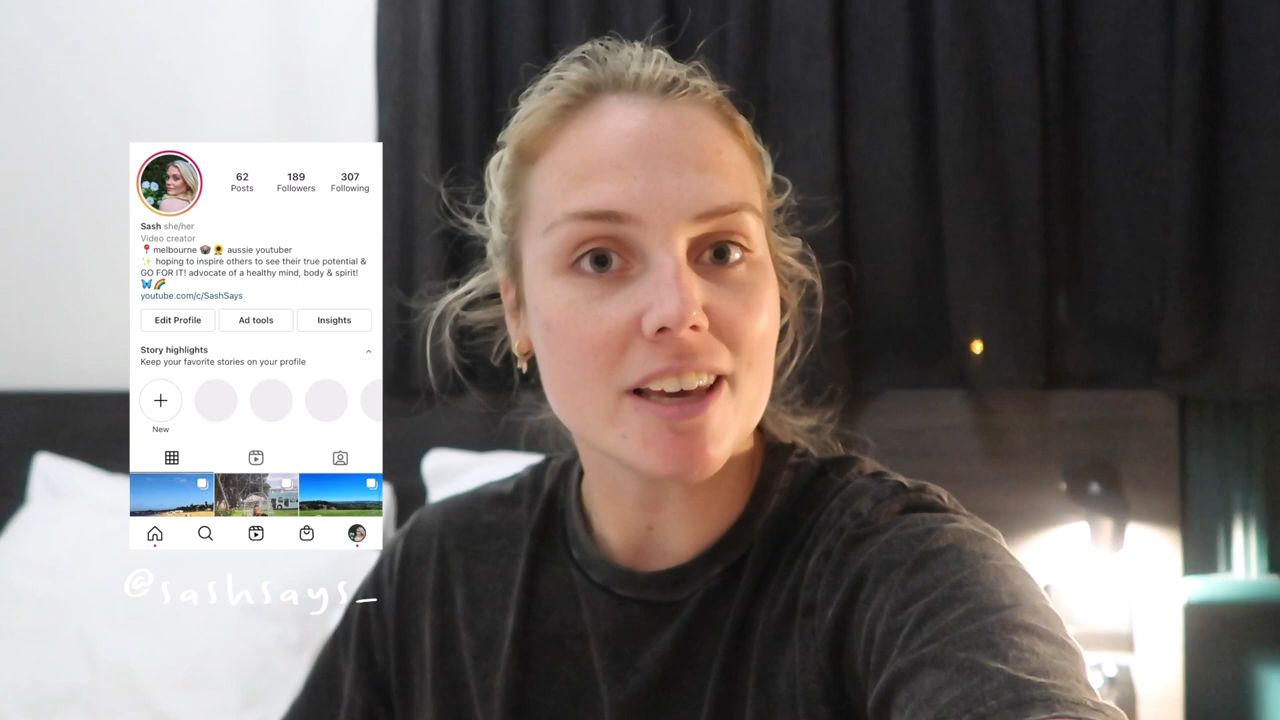 62 189 307
Posts Followers Following
Sash she/her
Video creator
📍melbourne 🐨🌻 aussie youtuber
✨ hoping to inspire others to see their true potential &
GO FOR IT! advocate of a healthy mind, body & spirit!
🦋🌈
youtube.com/c/SashSays
Edit Profile Ad tools Insights
Story highlights
Keep your favorite stories on your profile
New
@sashsays_